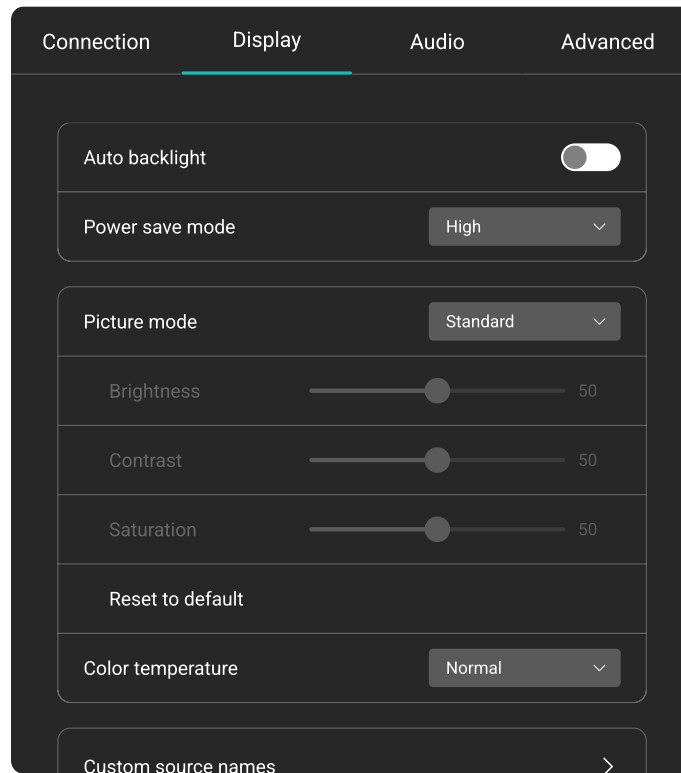 Connection Display Audio Advanced
Auto backlight
Power save mode High
Picture mode Standard
Brightness 50
Contrast 50
Saturation 50
Reset to default
Color temperature Normal
Custom source names